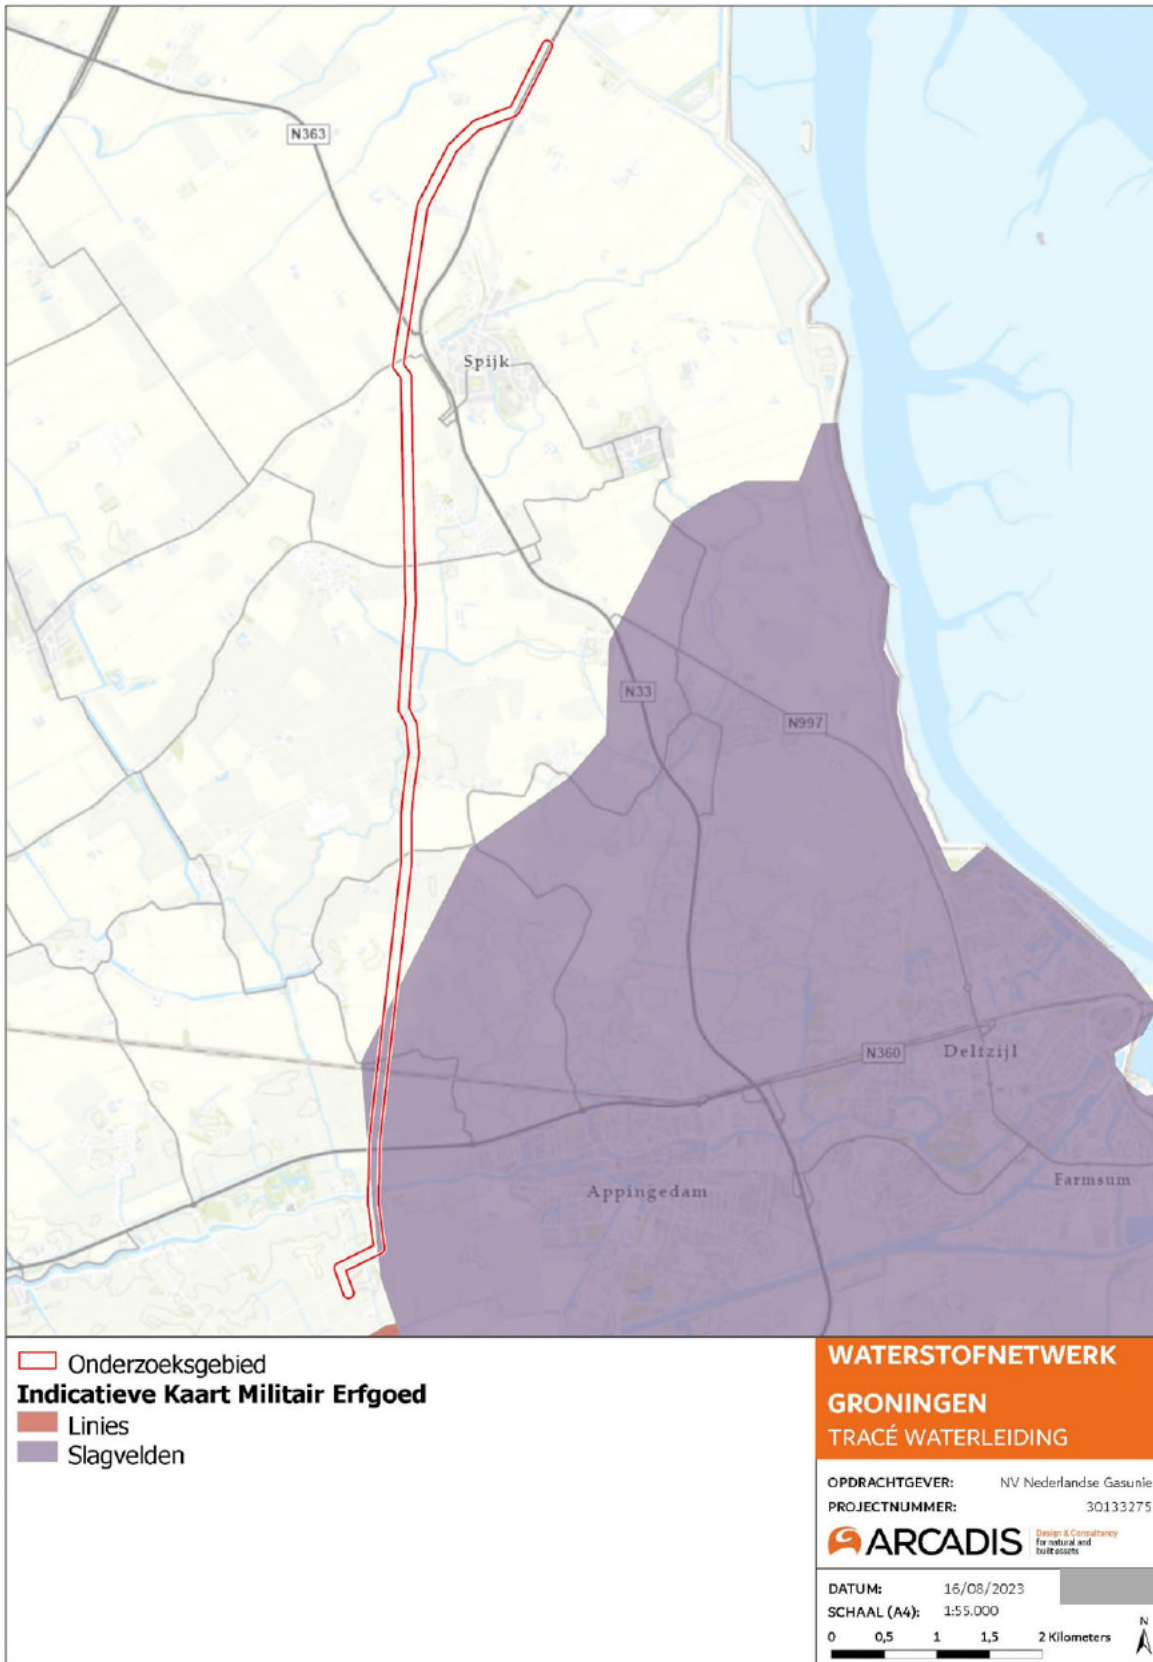 N363
Spijk
N33
N997
N360
Delfzijl
Appingedam
Farmsum
Onderzoeksgebied
Indicatieve Kaart Militair Erfgoed
Linies
Slagvelden
WATERSTOFNETWERK
GRONINGEN
TRACÉ WATERLEIDING
OPDRACHTGEVER: NV Nederlandse Gasunie
PROJECTNUMMER: 30133275
ARCADIS
Design & Consultancy
for natural and
built assets
DATUM: 16/08/2023
SCHAAL (A4): 1:55.000
0 0,5 1 1,5 2 Kilometers
N